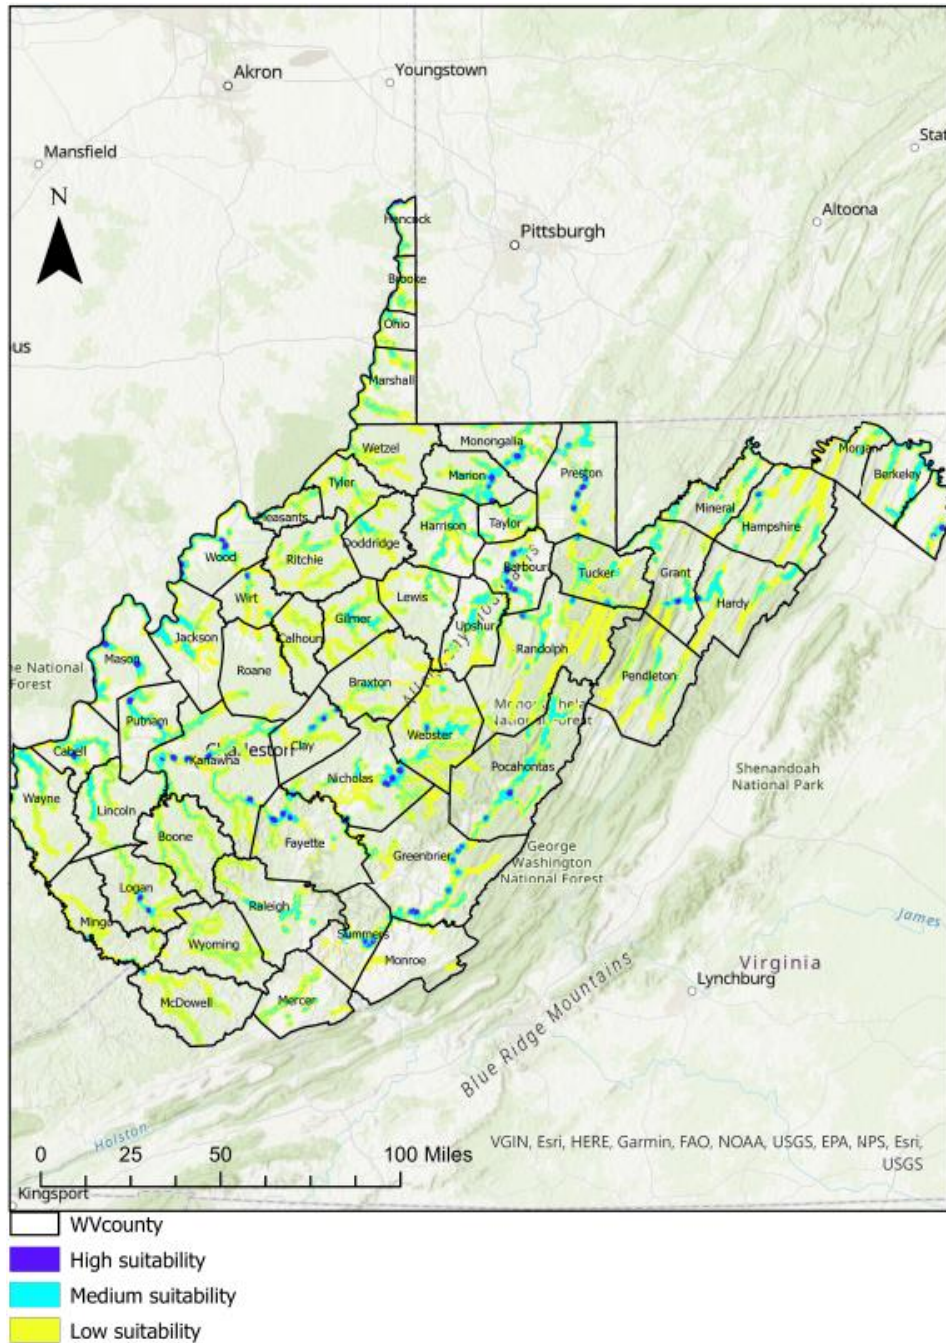 Akron
Youngstown
Mansfield
Stat
N
Altoona
Pittsburgh
Hancock
Brooke
Ohio
us
Marshall
Wetzel
Monongalia
Marion
Preston
Morgan
Berkeley
Tyler
Pleasants
Mineral
Hampshire
Harrison
Taylor
Wood
Ritchie
Doddridge
Barbour
Tucker
Grant
Hardy
Wirt
Lewis
Gilmer
Upshur
Jackson
Calhoun
Randolph
Mason
Roane
ne National
Forest
Braxton
Pendleton
National Forest
Putnam
Webster
Cabell
Charleston
Kanawha
Clay
Pocahontas
Nicholas
Shenandoah
National Park
Wayne
Lincoln
Boone
Fayette
Greenbrier
George
Washington
National Forest
Logan
Raleigh
Mingo
Wyoming
Summers
Monroe
James
Virginia
Lynchburg
McDowell
Mercer
Blue Ridge Mountains
Holston
VGIN, Esri, HERE, Garmin, FAO, NOAA, USGS, EPA, NPS, Esri,
USGS
0 25 50 100 Miles
Kingsport
WVcounty
High suitability
Medium suitability
Low suitability